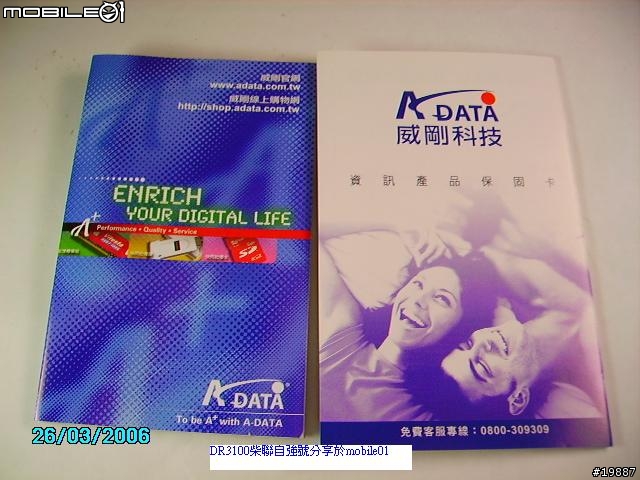 MOBILE01
威剛官網
www.adata.com.tw
威剛線上購物網
http://shop.adata.com.tw
ENRICH
YOUR DIGITAL LIFE
A+
Performance • Quality • Service
A-DATA®
To be A+ with A-DATA
A-DATA
威剛科技
資訊產品保固卡
免費客服專線：0800-309309
26/03/2006
DR3100柴聯自強號分享於mobile01
#19887